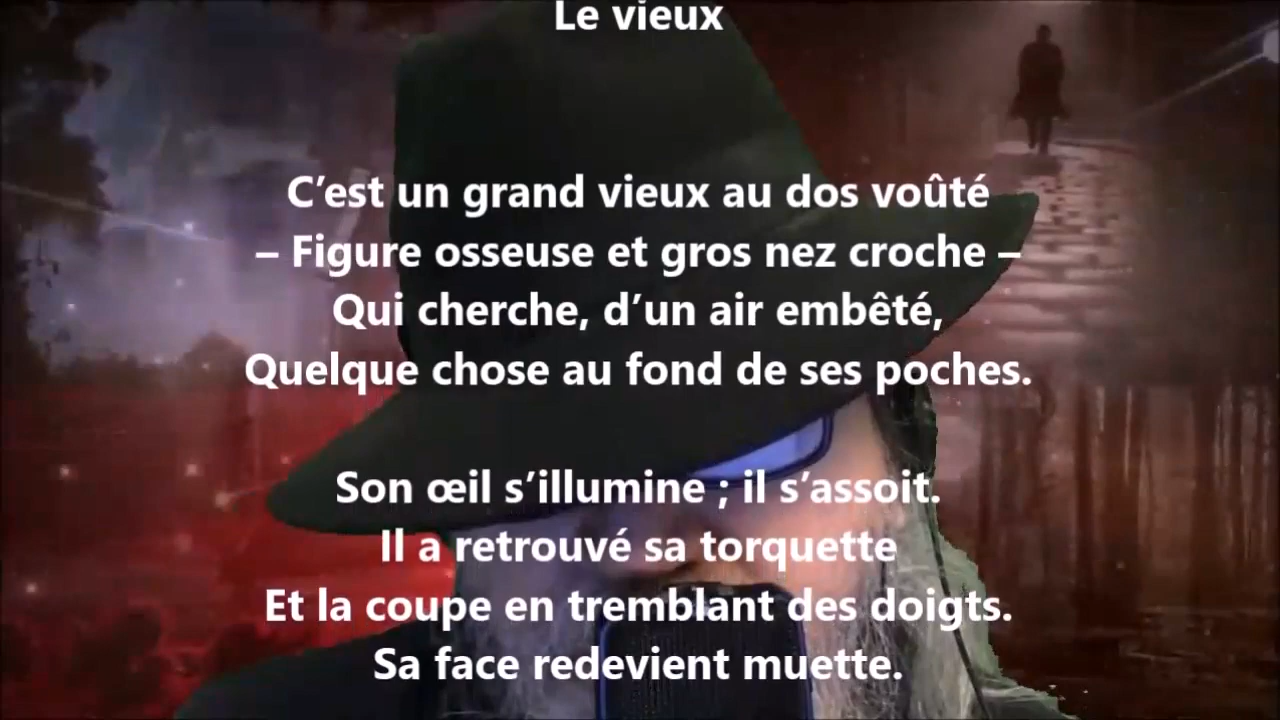 Le vieux
C’est un grand vieux au dos voûté
– Figure osseuse et gros nez croche –
Qui cherche, d’un air embêté,
Quelque chose au fond de ses poches.
Son œil s’illumine ; il s’assoit.
Il a retrouvé sa torquette
Et la coupe en tremblant des doigts.
Sa face redevient muette.